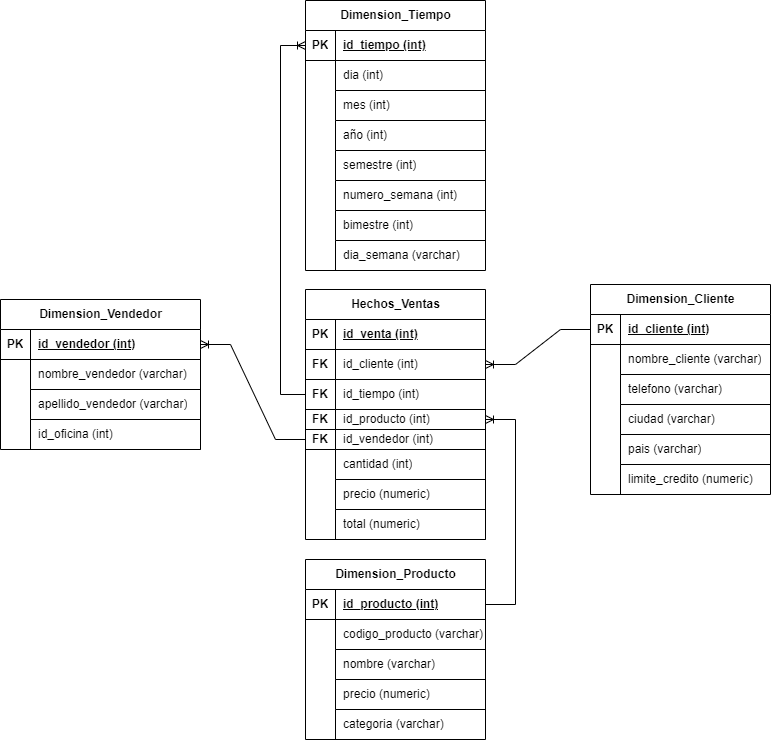 Dimension_Tiempo
PK id_tiempo (int)
dia (int)
mes (int)
año (int)
semestre (int)
numero_semana (int)
bimestre (int)
dia_semana (varchar)
Dimension_Vendedor
PK id_vendedor (int)
nombre_vendedor (varchar)
apellido_vendedor (varchar)
id_oficina (int)
Hechos_Ventas
PK id_venta (int)
FK id_cliente (int)
FK id_tiempo (int)
FK id_producto (int)
FK id_vendedor (int)
cantidad (int)
precio (numeric)
total (numeric)
Dimension_Cliente
PK id_cliente (int)
nombre_cliente (varchar)
telefono (varchar)
ciudad (varchar)
pais (varchar)
limite_credito (numeric)
Dimension_Producto
PK id_producto (int)
codigo_producto (varchar)
nombre (varchar)
precio (numeric)
categoria (varchar)